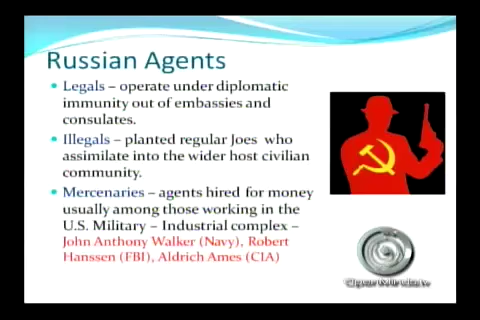 Russian Agents
Legals – operate under diplomatic
immunity out of embassies and
consulates.
Illegals – planted regular Joes who
assimilate into the wider host civilian
community.
Mercenaries – agents hired for money
usually among those working in the
U.S. Military – Industrial complex –
John Anthony Walker (Navy), Robert
Hanssen (FBI), Aldrich Ames (CIA)